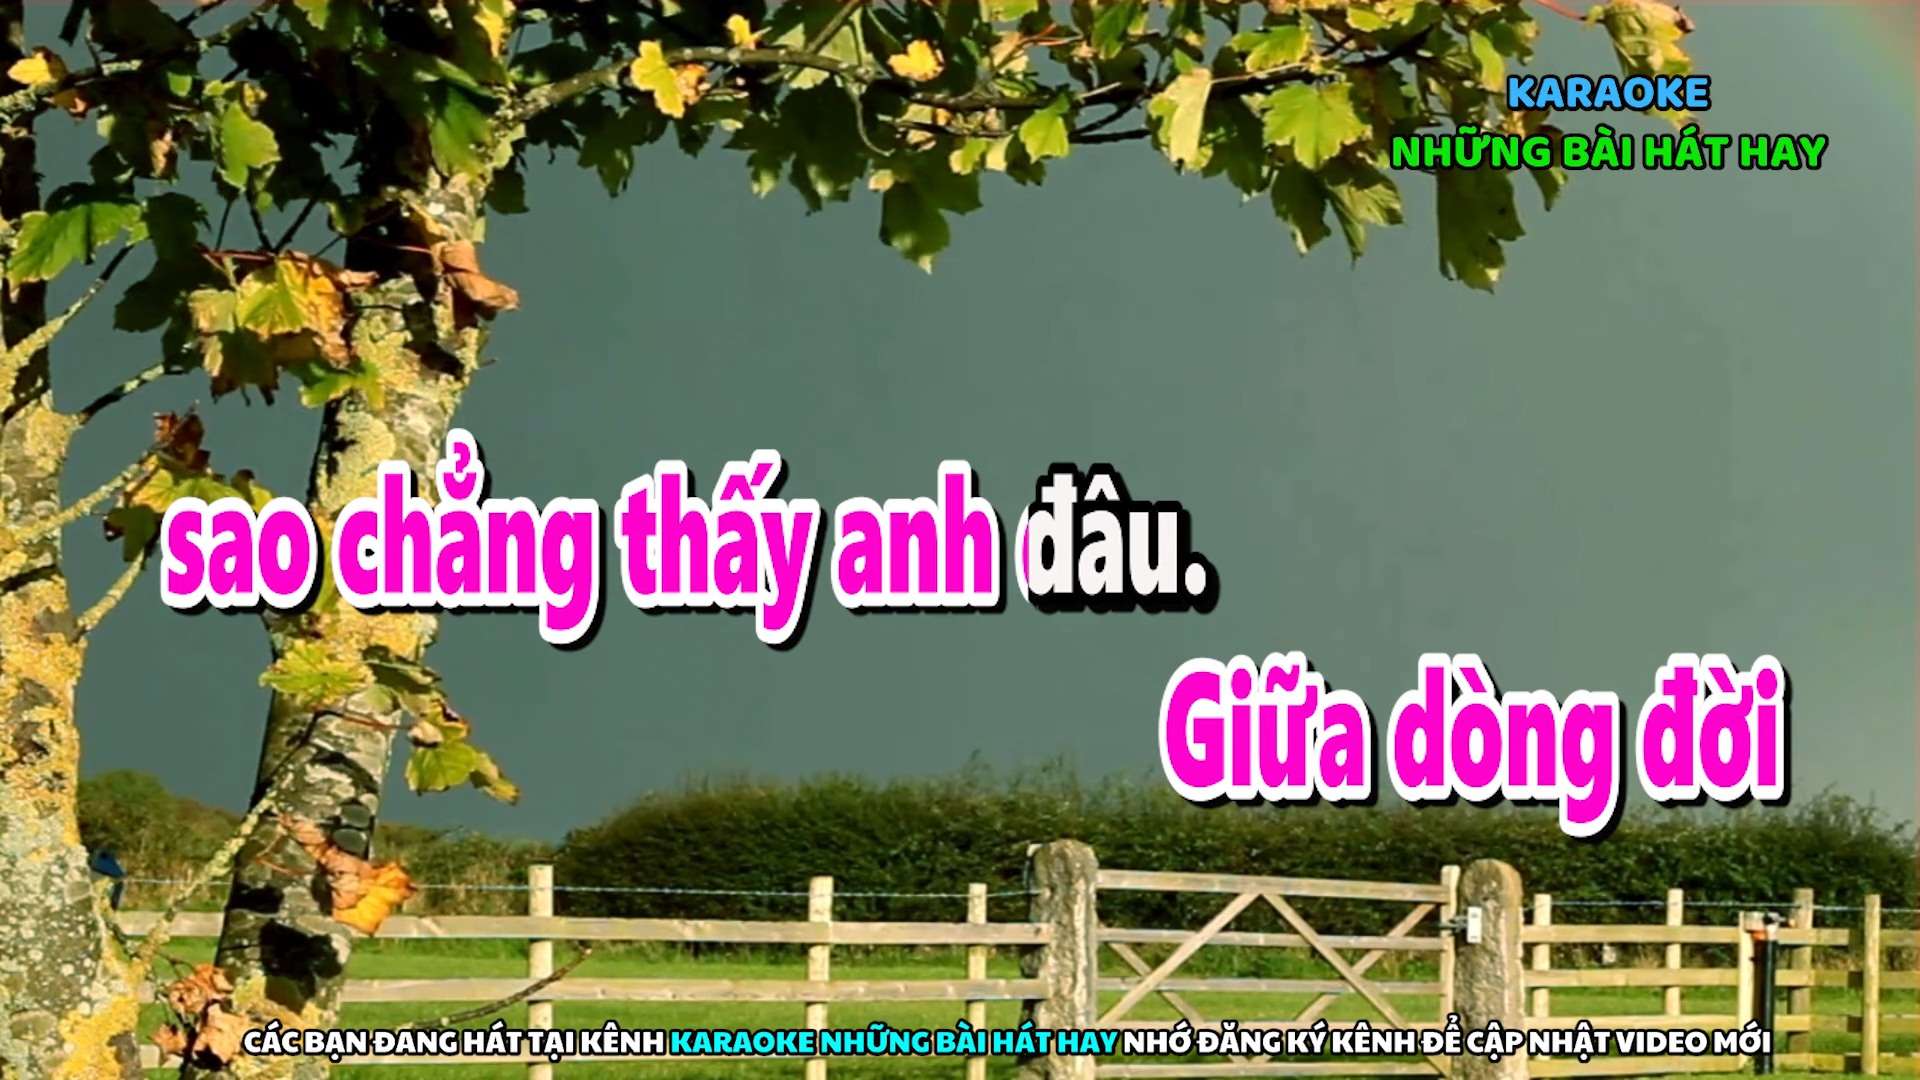 KARAOKE
NHỮNG BÀI HÁT HAY
sao chẳng thấy anh đâu.
Giữa dòng đời
CÁC BẠN ĐANG HÁT TẠI KÊNH KARAOKE NHỮNG BÀI HÁT HAY NHỚ ĐĂNG KÝ KÊNH ĐỂ CẬP NHẬT VIDEO MỚI